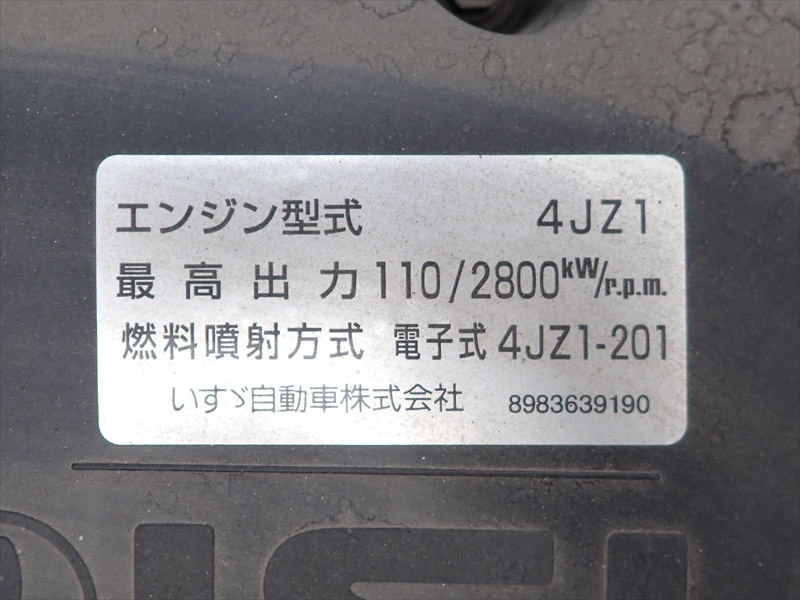 エンジン型式 4JZ1
最高出力 110/2800kW/r.p.m.
燃料噴射方式 電子式 4JZ1-201
いすゞ自動車株式会社 8983639190